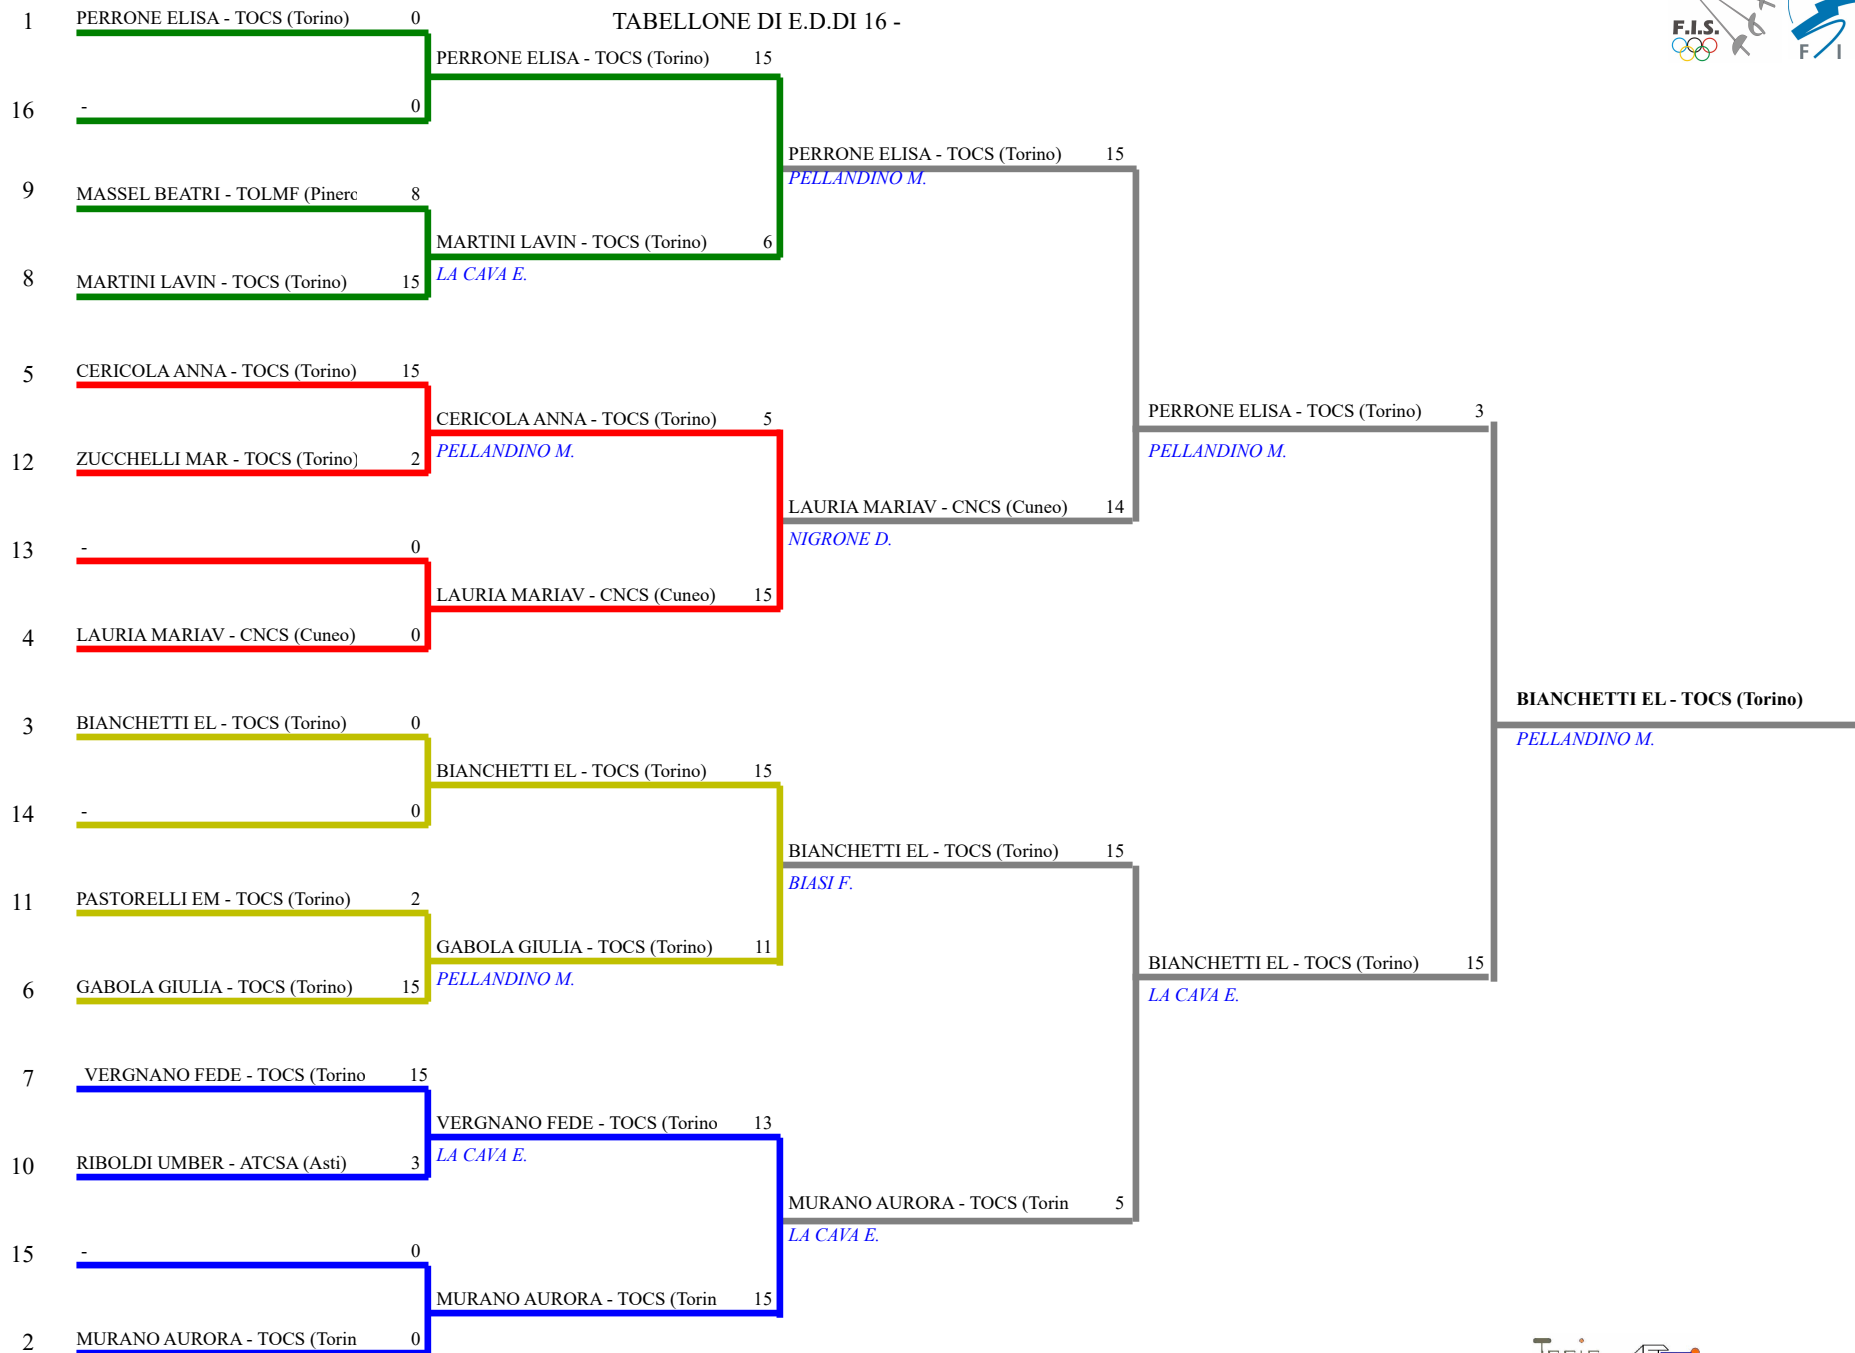 TABELLONE DI E.D.DI 16 -
F.I.S.
F I
1 PERRONE ELISA - TOCS (Torino) 0
PERRONE ELISA - TOCS (Torino) 15
16 - 0
PERRONE ELISA - TOCS (Torino) 15
PELLANDINO M.
9 MASSEL BEATRI - TOLMF (Pinero 8
MARTINI LAVIN - TOCS (Torino) 6
LA CAVA E.
8 MARTINI LAVIN - TOCS (Torino) 15
5 CERICOLA ANNA - TOCS (Torino) 15
PERRONE ELISA - TOCS (Torino) 3
PELLANDINO M.
CERICOLA ANNA - TOCS (Torino) 5
PELLANDINO M.
12 ZUCCHELLI MAR - TOCS (Torino) 2
LAURIA MARIAV - CNCS (Cuneo) 14
NIGRONE D.
13 - 0
LAURIA MARIAV - CNCS (Cuneo) 15
4 LAURIA MARIAV - CNCS (Cuneo) 0
BIANCHETTI EL - TOCS (Torino)
PELLANDINO M.
3 BIANCHETTI EL - TOCS (Torino) 0
BIANCHETTI EL - TOCS (Torino) 15
14 - 0
BIANCHETTI EL - TOCS (Torino) 15
BIASI F.
11 PASTORELLI EM - TOCS (Torino) 2
GABOLA GIULIA - TOCS (Torino) 11
PELLANDINO M.
BIANCHETTI EL - TOCS (Torino) 15
LA CAVA E.
6 GABOLA GIULIA - TOCS (Torino) 15
7 VERGNANO FEDE - TOCS (Torino 15
VERGNANO FEDE - TOCS (Torino 13
LA CAVA E.
10 RIBOLDI UMBER - ATCSA (Asti) 3
MURANO AURORA - TOCS (Torin 5
LA CAVA E.
15 - 0
MURANO AURORA - TOCS (Torin 15
2 MURANO AURORA - TOCS (Torin 0